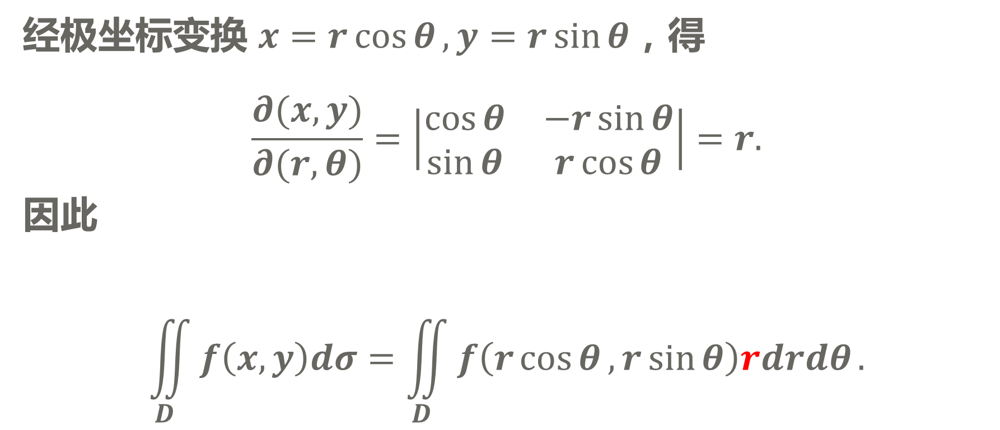 经极坐标变换 x = r cos θ , y = r sin θ，得
∂(x, y)/∂(r, θ) = |cos θ  −r sin θ; sin θ  r cos θ| = r.
因此
∬_D f(x, y)dσ = ∬_D f(r cos θ , r sin θ)rdrdθ .